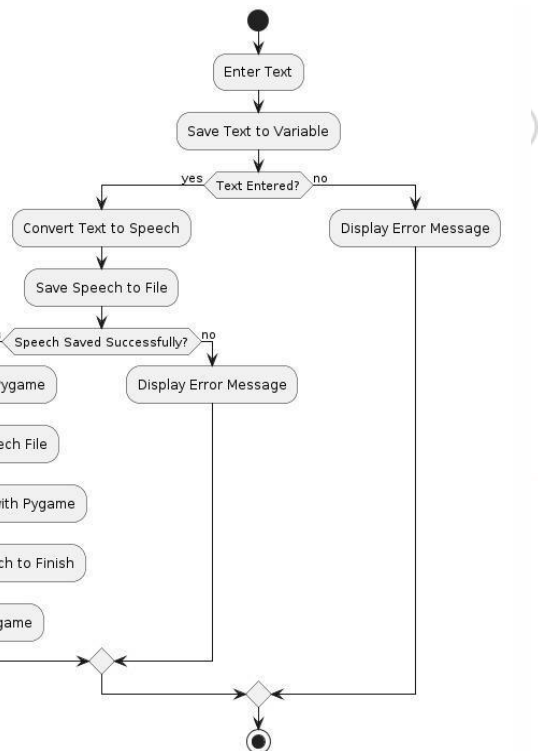 Enter Text
Save Text to Variable
yes
Text Entered?
no
Convert Text to Speech
Display Error Message
Save Speech to File
Speech Saved Successfully?
no
Display Error Message
ech File
with Pygame
ch to Finish
game